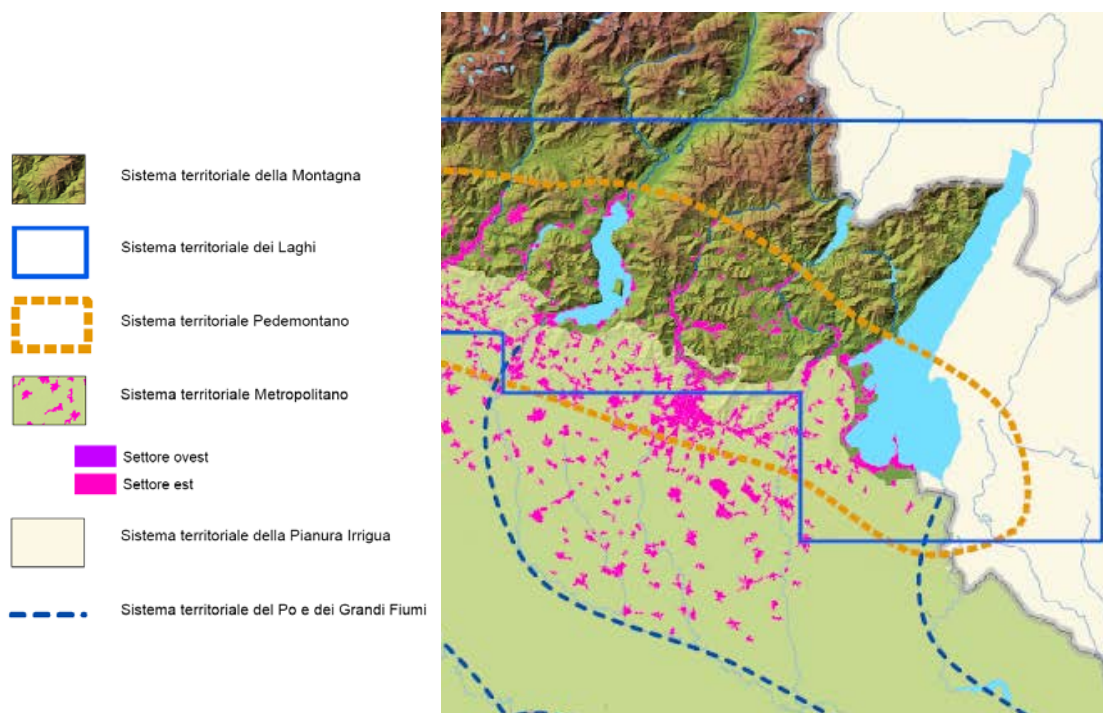 Sistema territoriale della Montagna
Sistema territoriale dei Laghi
Sistema territoriale Pedemontano
Sistema territoriale Metropolitano
Settore ovest
Settore est
Sistema territoriale della Pianura Irrigua
Sistema territoriale del Po e dei Grandi Fiumi